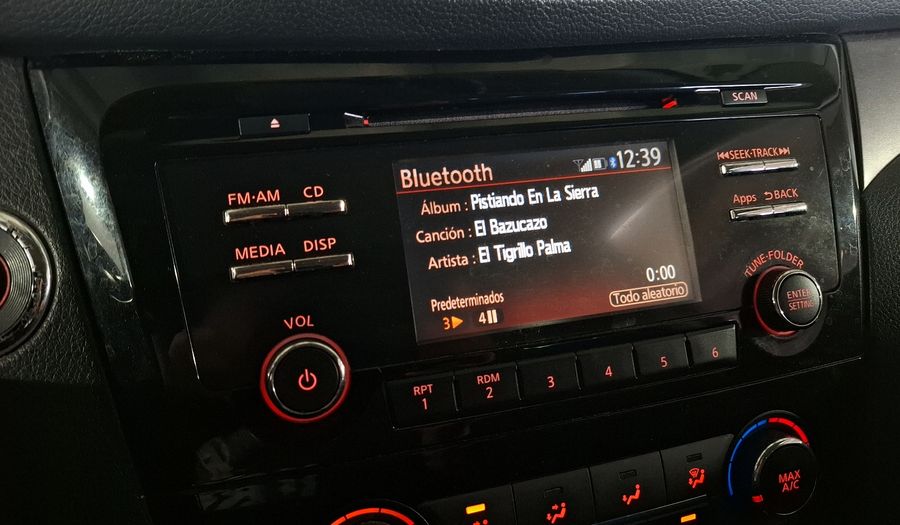 SCAN
Bluetooth 12:39
Álbum : Pistiando En La Sierra
Canción : El Bazucazo
Artista : El Tigrillo Palma
0:00
Predeterminados
Todo aleatorio
3 4
FM·AM CD
MEDIA DISP
VOL
SEEK·TRACK
Apps BACK
TUNE·FOLDER
ENTER
SETTING
RPT
1
RDM
2
3
4
5
6
MAX
A/C